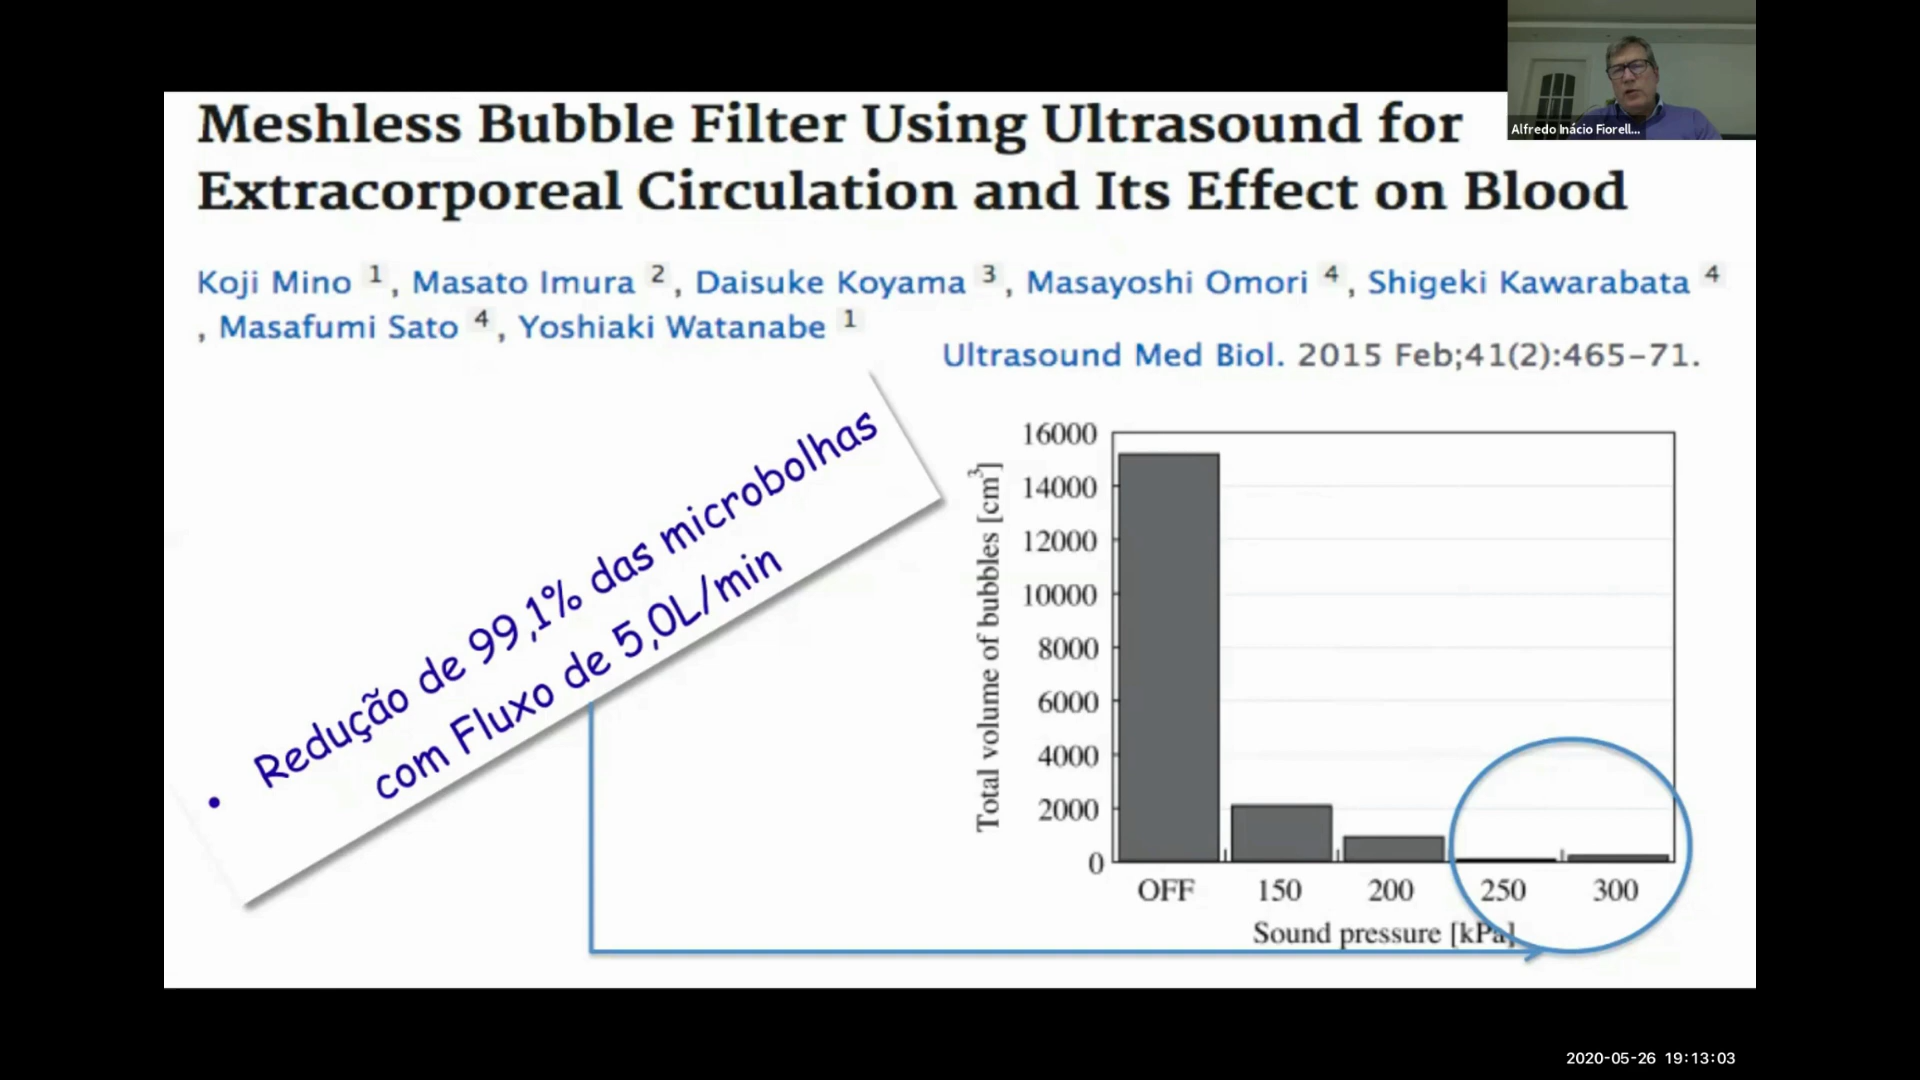 Meshless Bubble Filter Using Ultrasound for
Extracorporeal Circulation and Its Effect on Blood
Koji Mino 1, Masato Imura 2, Daisuke Koyama 3, Masayoshi Omori 4, Shigeki Kawarabata 4
, Masafumi Sato 4, Yoshiaki Watanabe 1
Ultrasound Med Biol. 2015 Feb;41(2):465–71.
• Redução de 99,1% das microbolhas
com Fluxo de 5,0L/min
Total volume of bubbles [cm3]
16000
14000
12000
10000
8000
6000
4000
2000
0
OFF 150 200 250 300
Sound pressure [kPa]
Alfredo Inácio Fiorell...
2020-05-26 19:13:03